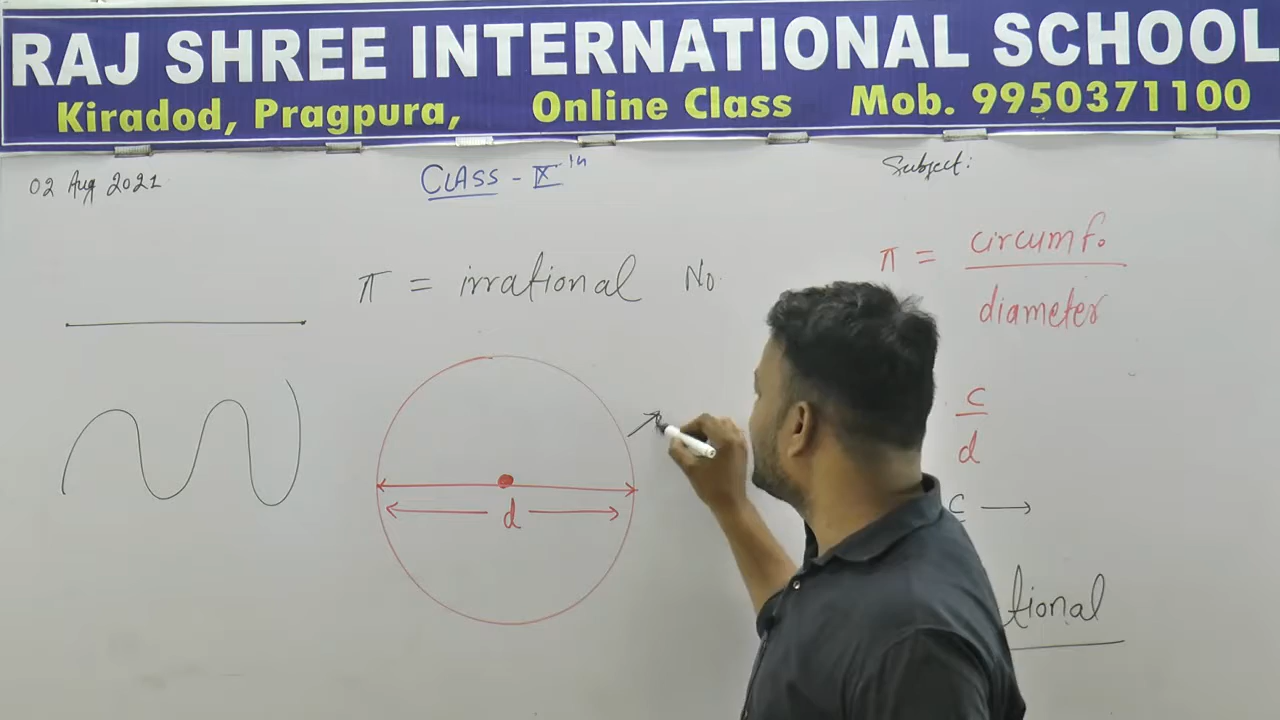 RAJ SHREE INTERNATIONAL SCHOOL
Kiradod, Pragpura, Online Class Mob. 9950371100
02 Aug 2021
CLASS - X th
Subject:
π = irrational No.
π = circumf.
diameter
c
d
d
c →
tional